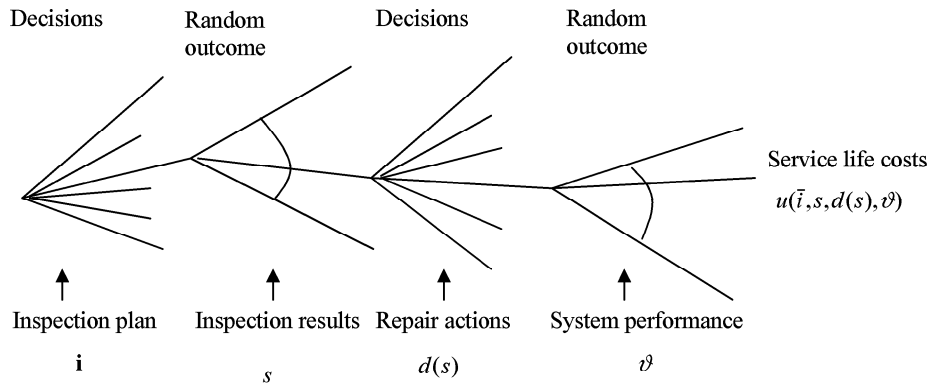 Decisions
Random
outcome
Decisions
Random
outcome
Service life costs
u(i̅,s,d(s),ϑ)
Inspection plan
Inspection results
Repair actions
System performance
i
s
d(s)
ϑ